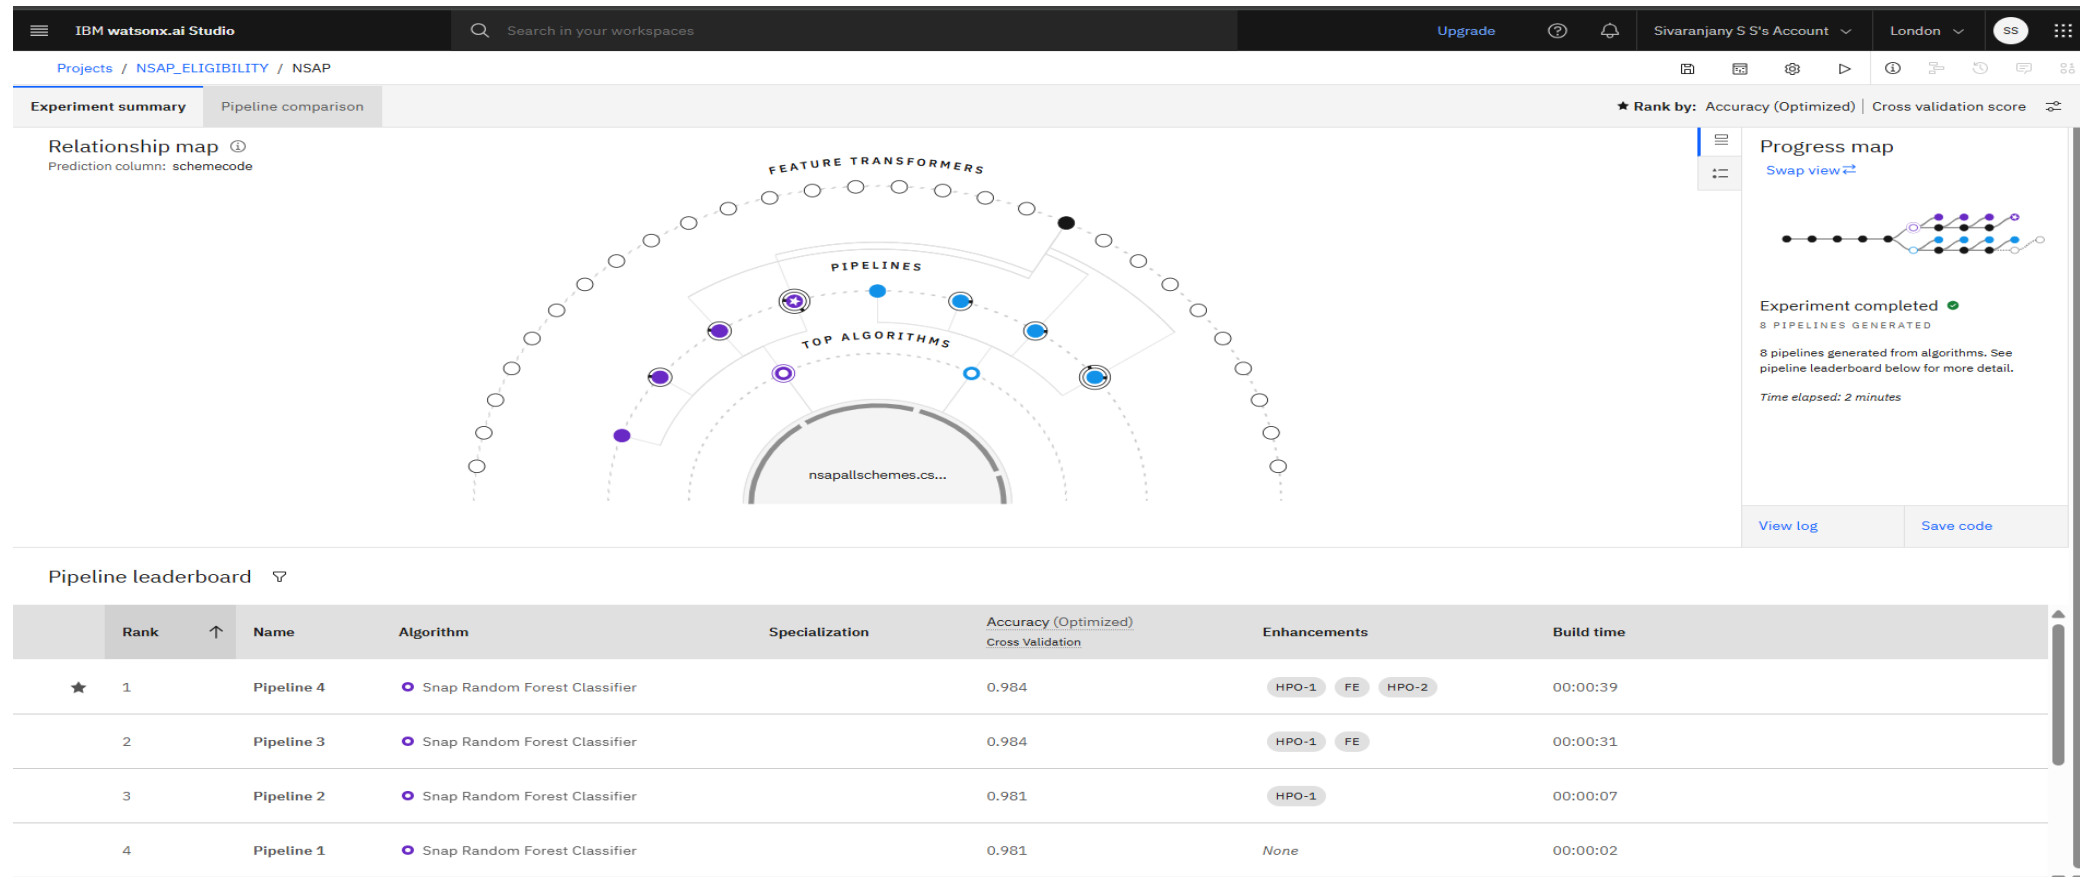 IBM watsonx.ai Studio
Search in your workspaces
Upgrade
Sivaranjany S S's Account
London
SS
Projects / NSAP_ELIGIBILITY / NSAP
Experiment summary
Pipeline comparison
Rank by: Accuracy (Optimized) | Cross validation score
Relationship map
Prediction column: schemecode
FEATURE TRANSFORMERS
PIPELINES
TOP ALGORITHMS
nsapallschemes.cs...
Progress map
Swap view
Experiment completed
8 PIPELINES GENERATED
8 pipelines generated from algorithms. See
pipeline leaderboard below for more detail.
Time elapsed: 2 minutes
View log
Save code
Pipeline leaderboard
Rank Name Algorithm Specialization Accuracy (Optimized) Enhancements Build time
Cross Validation
1 Pipeline 4 Snap Random Forest Classifier 0.984 HPO-1 FE HPO-2 00:00:39
2 Pipeline 3 Snap Random Forest Classifier 0.984 HPO-1 FE 00:00:31
3 Pipeline 2 Snap Random Forest Classifier 0.981 HPO-1 00:00:07
4 Pipeline 1 Snap Random Forest Classifier 0.981 None 00:00:02